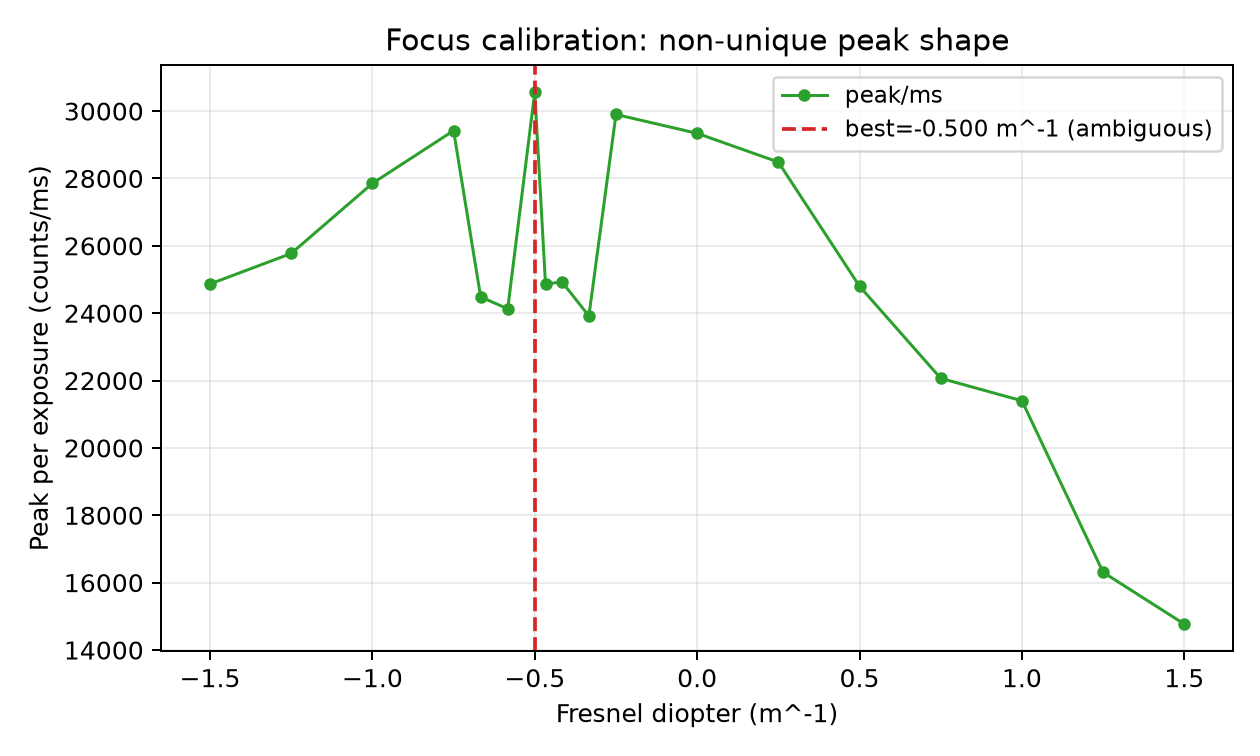 Focus calibration: non-unique peak shape
peak/ms
best=-0.500 m^-1 (ambiguous)
Peak per exposure (counts/ms)
30000
28000
26000
24000
22000
20000
18000
16000
14000
−1.5 −1.0 −0.5 0.0 0.5 1.0 1.5
Fresnel diopter (m^-1)